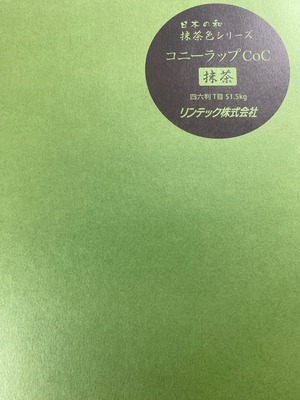 日本の和
抹茶色シリーズ
コニーラップCoC
抹茶
四六判T目 51.5kg
リンテック株式会社